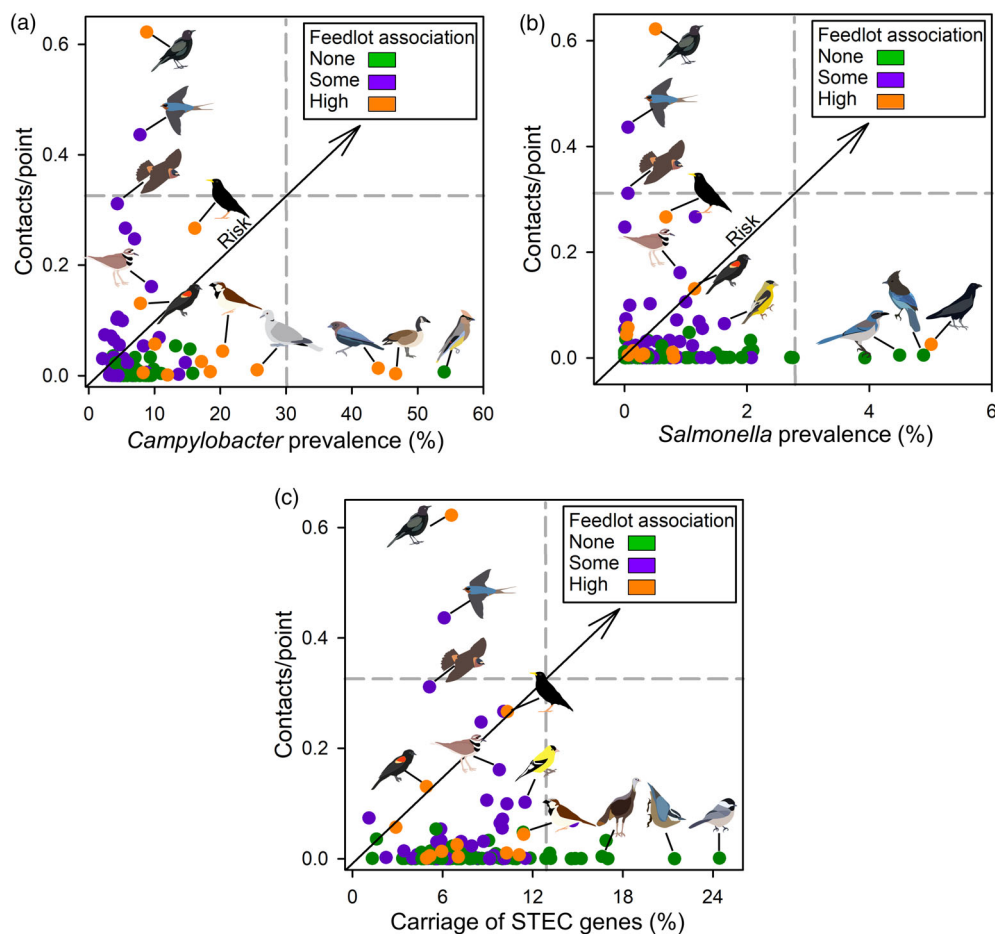 (a)
0.6
0.4
0.2
0.0
Contacts/point
Feedlot association
None
Some
High
Risk
0 10 20 30 40 50 60
Campylobacter prevalence (%)
(b)
0.6
0.4
0.2
0.0
Contacts/point
Feedlot association
None
Some
High
Risk
0 2 4 6
Salmonella prevalence (%)
(c)
0.6
0.4
0.2
0.0
Contacts/point
Feedlot association
None
Some
High
0 6 12 18 24
Carriage of STEC genes (%)